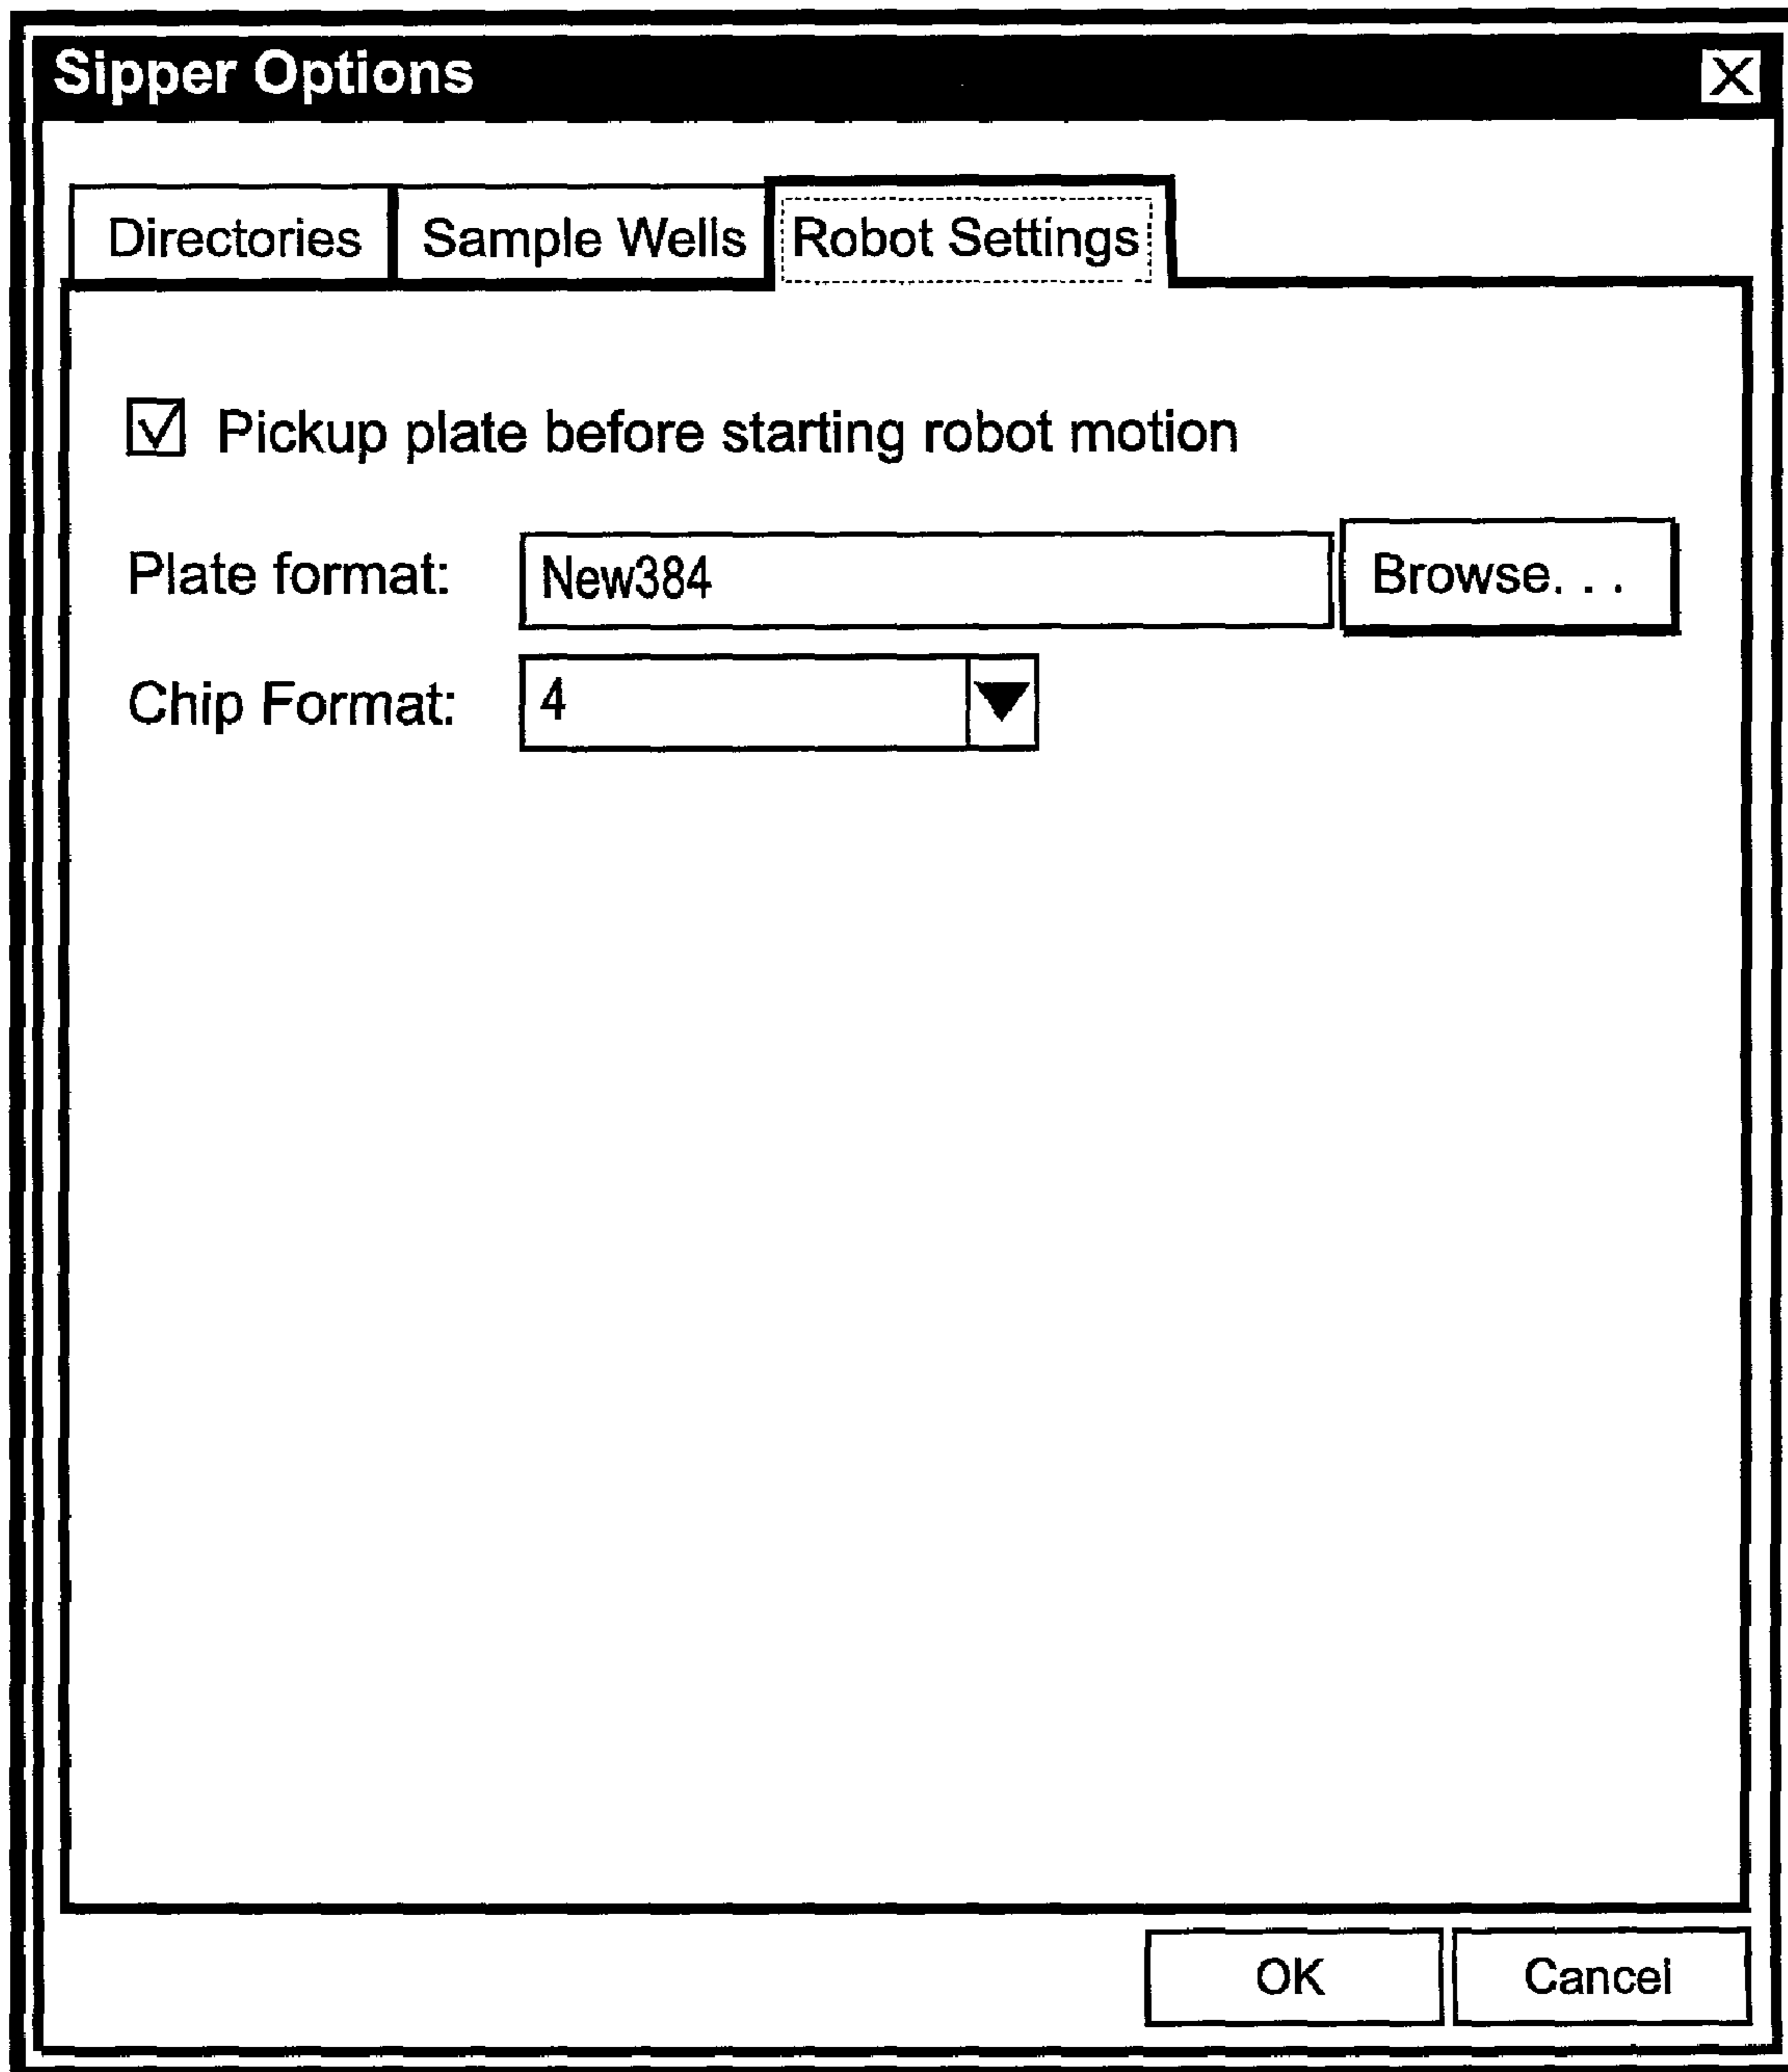 Sipper Options
Directories Sample Wells Robot Settings
Pickup plate before starting robot motion
Plate format: New384 Browse. . .
Chip Format: 4
OK Cancel